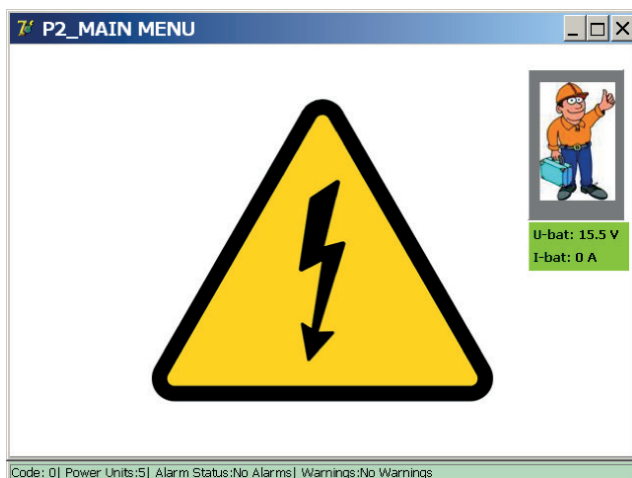 P2_MAIN MENU
U-bat: 15.5 V
I-bat: 0 A
Code: 0| Power Units:5| Alarm Status:No Alarms| Warnings:No Warnings